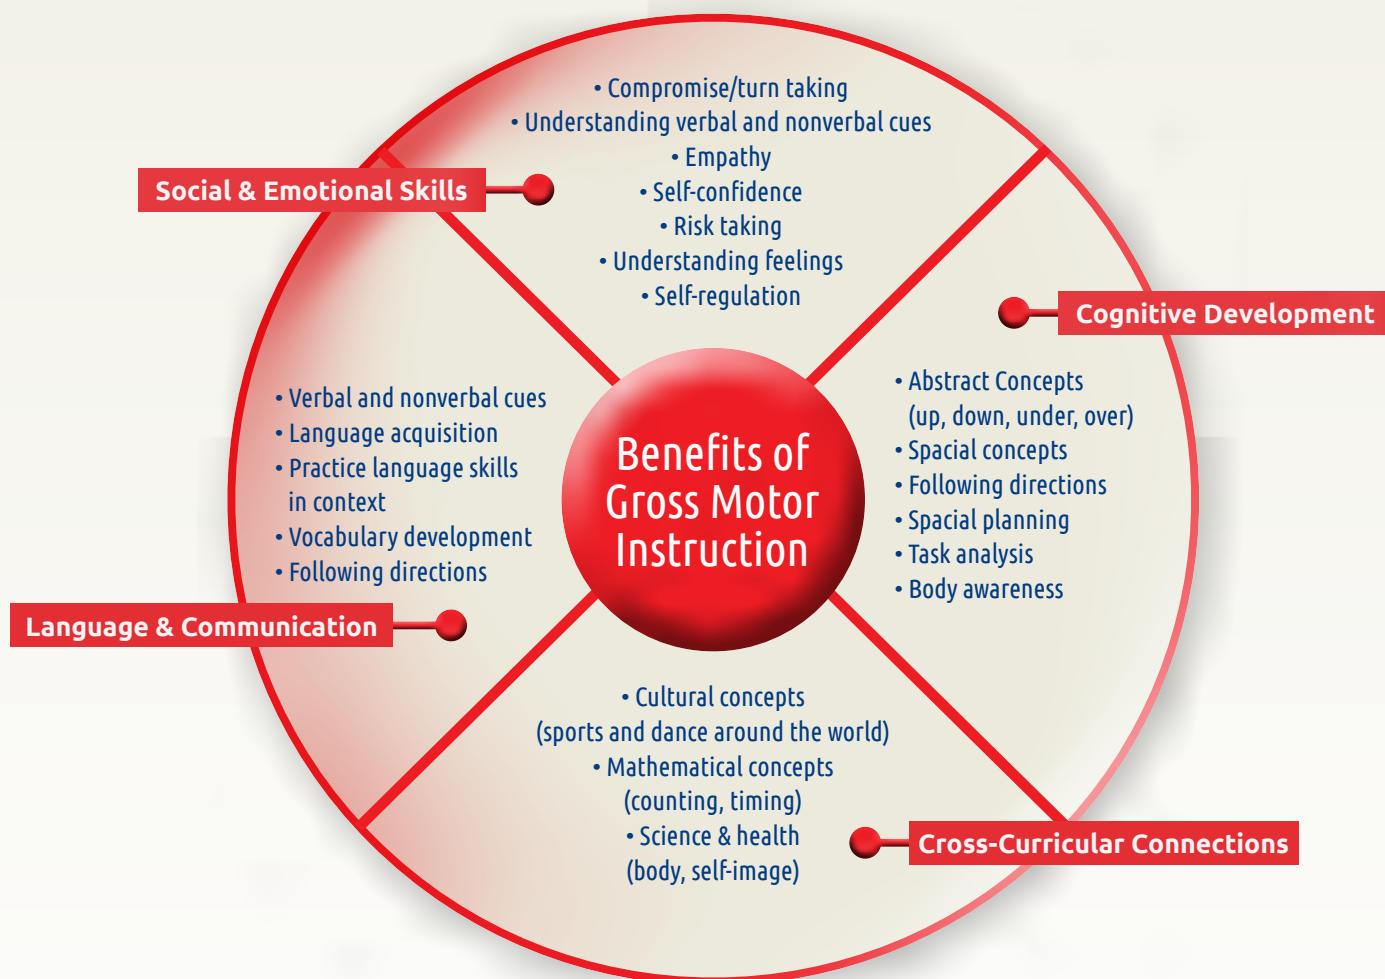 Social & Emotional Skills
• Compromise/turn taking
• Understanding verbal and nonverbal cues
• Empathy
• Self-confidence
• Risk taking
• Understanding feelings
• Self-regulation
Cognitive Development
• Abstract Concepts
(up, down, under, over)
• Spacial concepts
• Following directions
• Spacial planning
• Task analysis
• Body awareness
Benefits of
Gross Motor
Instruction
• Verbal and nonverbal cues
• Language acquisition
• Practice language skills
in context
• Vocabulary development
• Following directions
Language & Communication
• Cultural concepts
(sports and dance around the world)
• Mathematical concepts
(counting, timing)
• Science & health
(body, self-image)
Cross-Curricular Connections